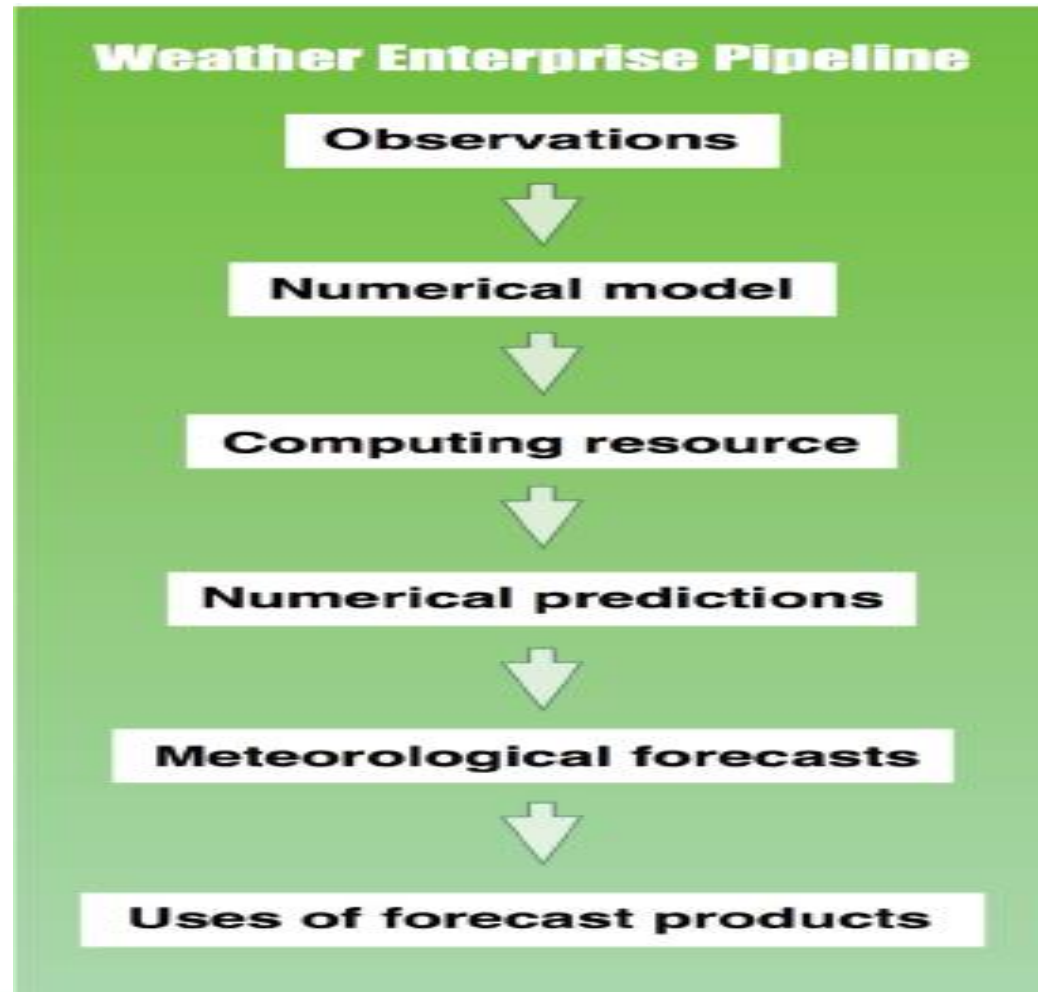 Weather Enterprise Pipeline
Observations
Numerical model
Computing resource
Numerical predictions
Meteorological forecasts
Uses of forecast products